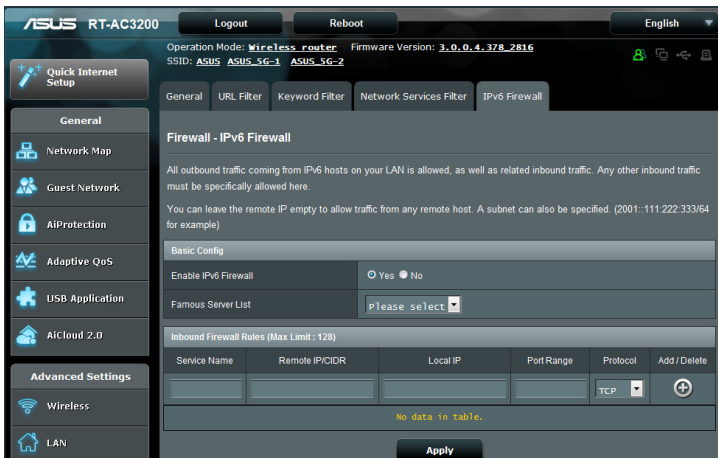 ASUS RT-AC3200
Logout
Reboot
English
Operation Mode: Wireless router Firmware Version: 3.0.0.4.378_2816
SSID: ASUS ASUS_5G-1 ASUS_5G-2
Quick Internet
Setup
General
Network Map
Guest Network
AiProtection
Adaptive QoS
USB Application
AiCloud 2.0
Advanced Settings
Wireless
LAN
General
URL Filter
Keyword Filter
Network Services Filter
IPv6 Firewall
Firewall - IPv6 Firewall
All outbound traffic coming from IPv6 hosts on your LAN is allowed, as well as related inbound traffic. Any other inbound traffic
must be specifically allowed here.
You can leave the remote IP empty to allow traffic from any remote host. A subnet can also be specified. (2001::111:222:333/64
for example)
Basic Config
Enable IPv6 Firewall
Yes No
Famous Server List
Please select
Inbound Firewall Rules (Max Limit : 128)
Service Name
Remote IP/CIDR
Local IP
Port Range
Protocol
Add / Delete
TCP
No data in table.
Apply